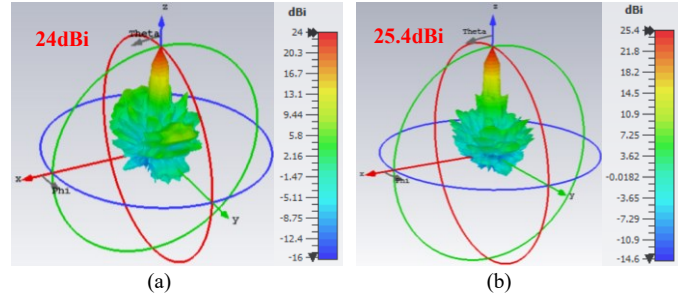 24dBi
z
Theta
x
Phi
y
dBi
24
20.3
16.7
13.1
9.44
5.8
2.16
-1.47
-5.11
-8.75
-12.4
-16
(a)
25.4dBi
z
Theta
x
Phi
y
dBi
25.4
21.8
18.2
14.5
10.9
7.25
3.62
-0.0182
-3.65
-7.29
-10.9
-14.6
(b)